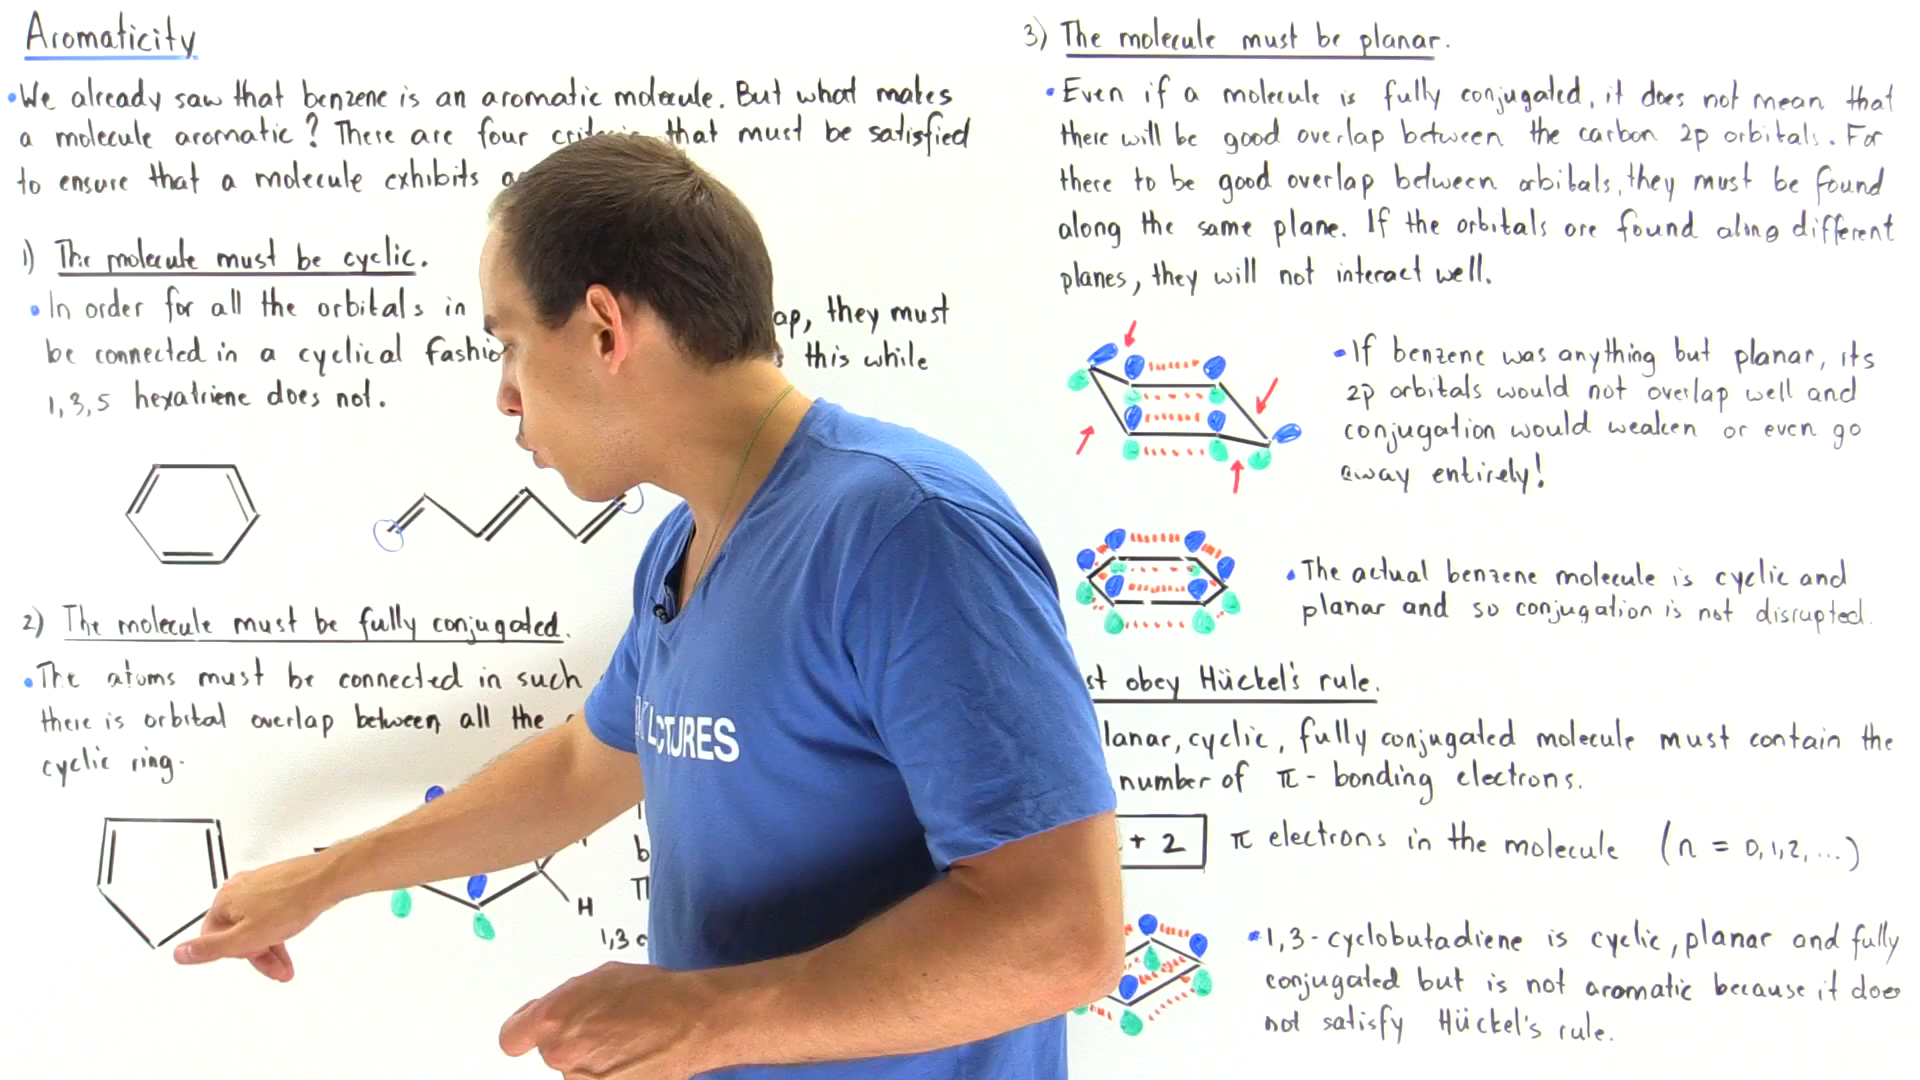 Aromaticity
• We already saw that benzene is an aromatic molecule. But what makes
a molecule aromatic? There are four that must be satisfied
to ensure that a molecule exhibits
1) The molecule must be cyclic.
• In order for all the orbitals in they must
be connected in a cyclical this while
1,3,5 hexatriene does not.
2) The molecule must be fully conjugated.
• The atoms must be connected in such
there is orbital overlap between all the
cyclic ring.
H
1,3
LECTURES
3) The molecule must be planar.
• Even if a molecule is fully conjugated, it does not mean that
there will be good overlap between the carbon 2p orbitals. For
there to be good overlap between orbitals, they must be found
along the same plane. If the orbitals are found along different
planes, they will not interact well.
• If benzene was anything but planar, its
2p orbitals would not overlap well and
conjugation would weaken or even go
away entirely!
• The actual benzene molecule is cyclic and
planar and so conjugation is not disrupted.
obey Hückel's rule.
cyclic, fully conjugated molecule must contain the
number of π-bonding electrons.
+ 2 π electrons in the molecule (n = 0,1,2,...)
• 1,3-cyclobutadiene is cyclic, planar and fully
conjugated but is not aromatic because it does
not satisfy Hückel's rule.